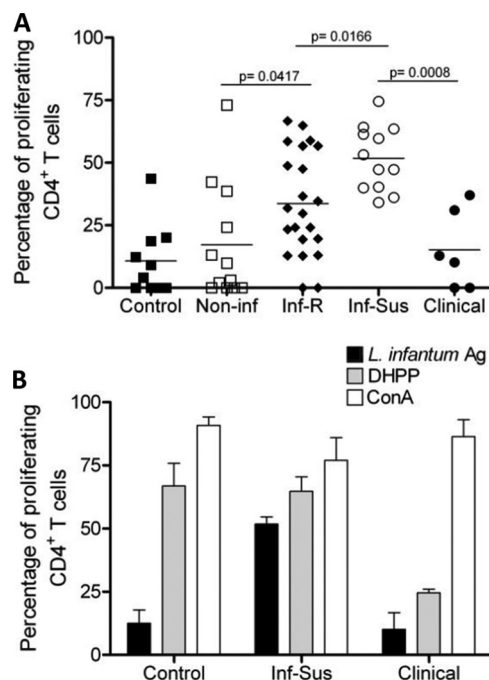 A
p= 0.0166
p= 0.0417
p= 0.0008
Percentage of proliferating
CD4+ T cells
100
75
50
25
0
Control Non-inf Inf-R Inf-Sus Clinical
B
L. infantum Ag
DHPP
ConA
Percentage of proliferating
CD4+ T cells
100
75
50
25
0
Control Inf-Sus Clinical